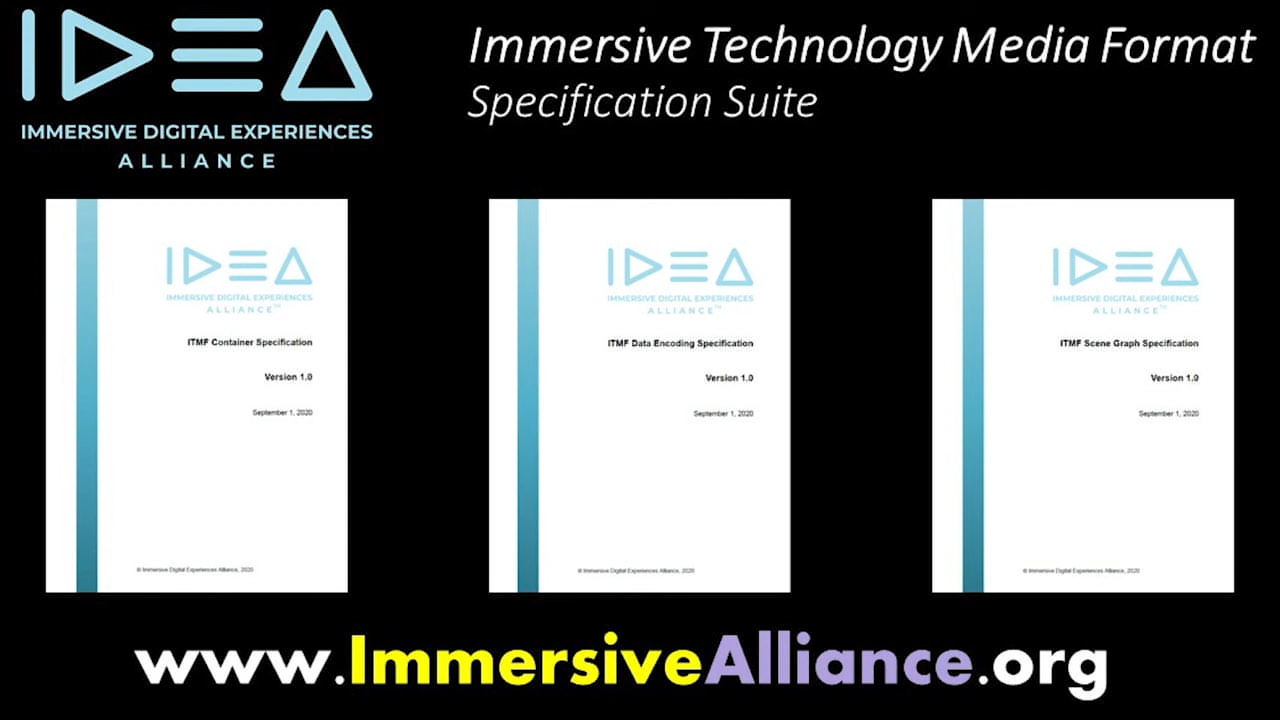 IDEA
IMMERSIVE DIGITAL EXPERIENCES
ALLIANCE
Immersive Technology Media Format
Specification Suite
IDEA
IMMERSIVE DIGITAL EXPERIENCES
ALLIANCE™
ITMF Container Specification
Version 1.0
September 1, 2020
© Immersive Digital Experiences Alliance, 2020
IDEA
IMMERSIVE DIGITAL EXPERIENCES
ALLIANCE™
ITMF Data Encoding Specification
Version 1.0
September 1, 2020
© Immersive Digital Experiences Alliance, 2020
IDEA
IMMERSIVE DIGITAL EXPERIENCES
ALLIANCE™
ITMF Scene Graph Specification
Version 1.0
September 1, 2020
© Immersive Digital Experiences Alliance, 2020
www.ImmersiveAlliance.org